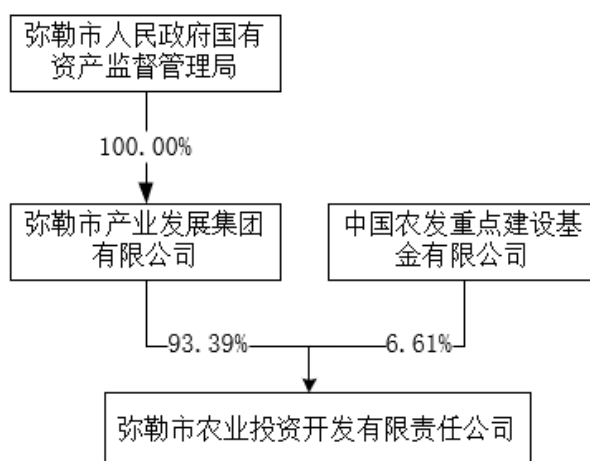 弥勒市人民政府国有
资产监督管理局
100.00%
弥勒市产业发展集团
有限公司
中国农发重点建设基
金有限公司
93.39%
6.61%
弥勒市农业投资开发有限责任公司